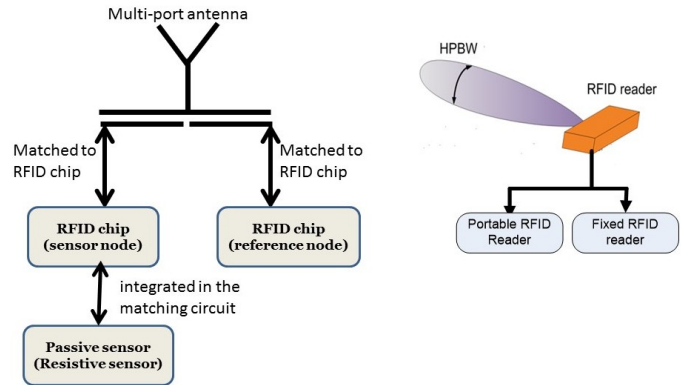 Multi-port antenna
Matched to
RFID chip
Matched to
RFID chip
RFID chip
(sensor node)
RFID chip
(reference node)
integrated in the
matching circuit
Passive sensor
(Resistive sensor)
HPBW
RFID reader
Portable RFID
Reader
Fixed RFID
reader